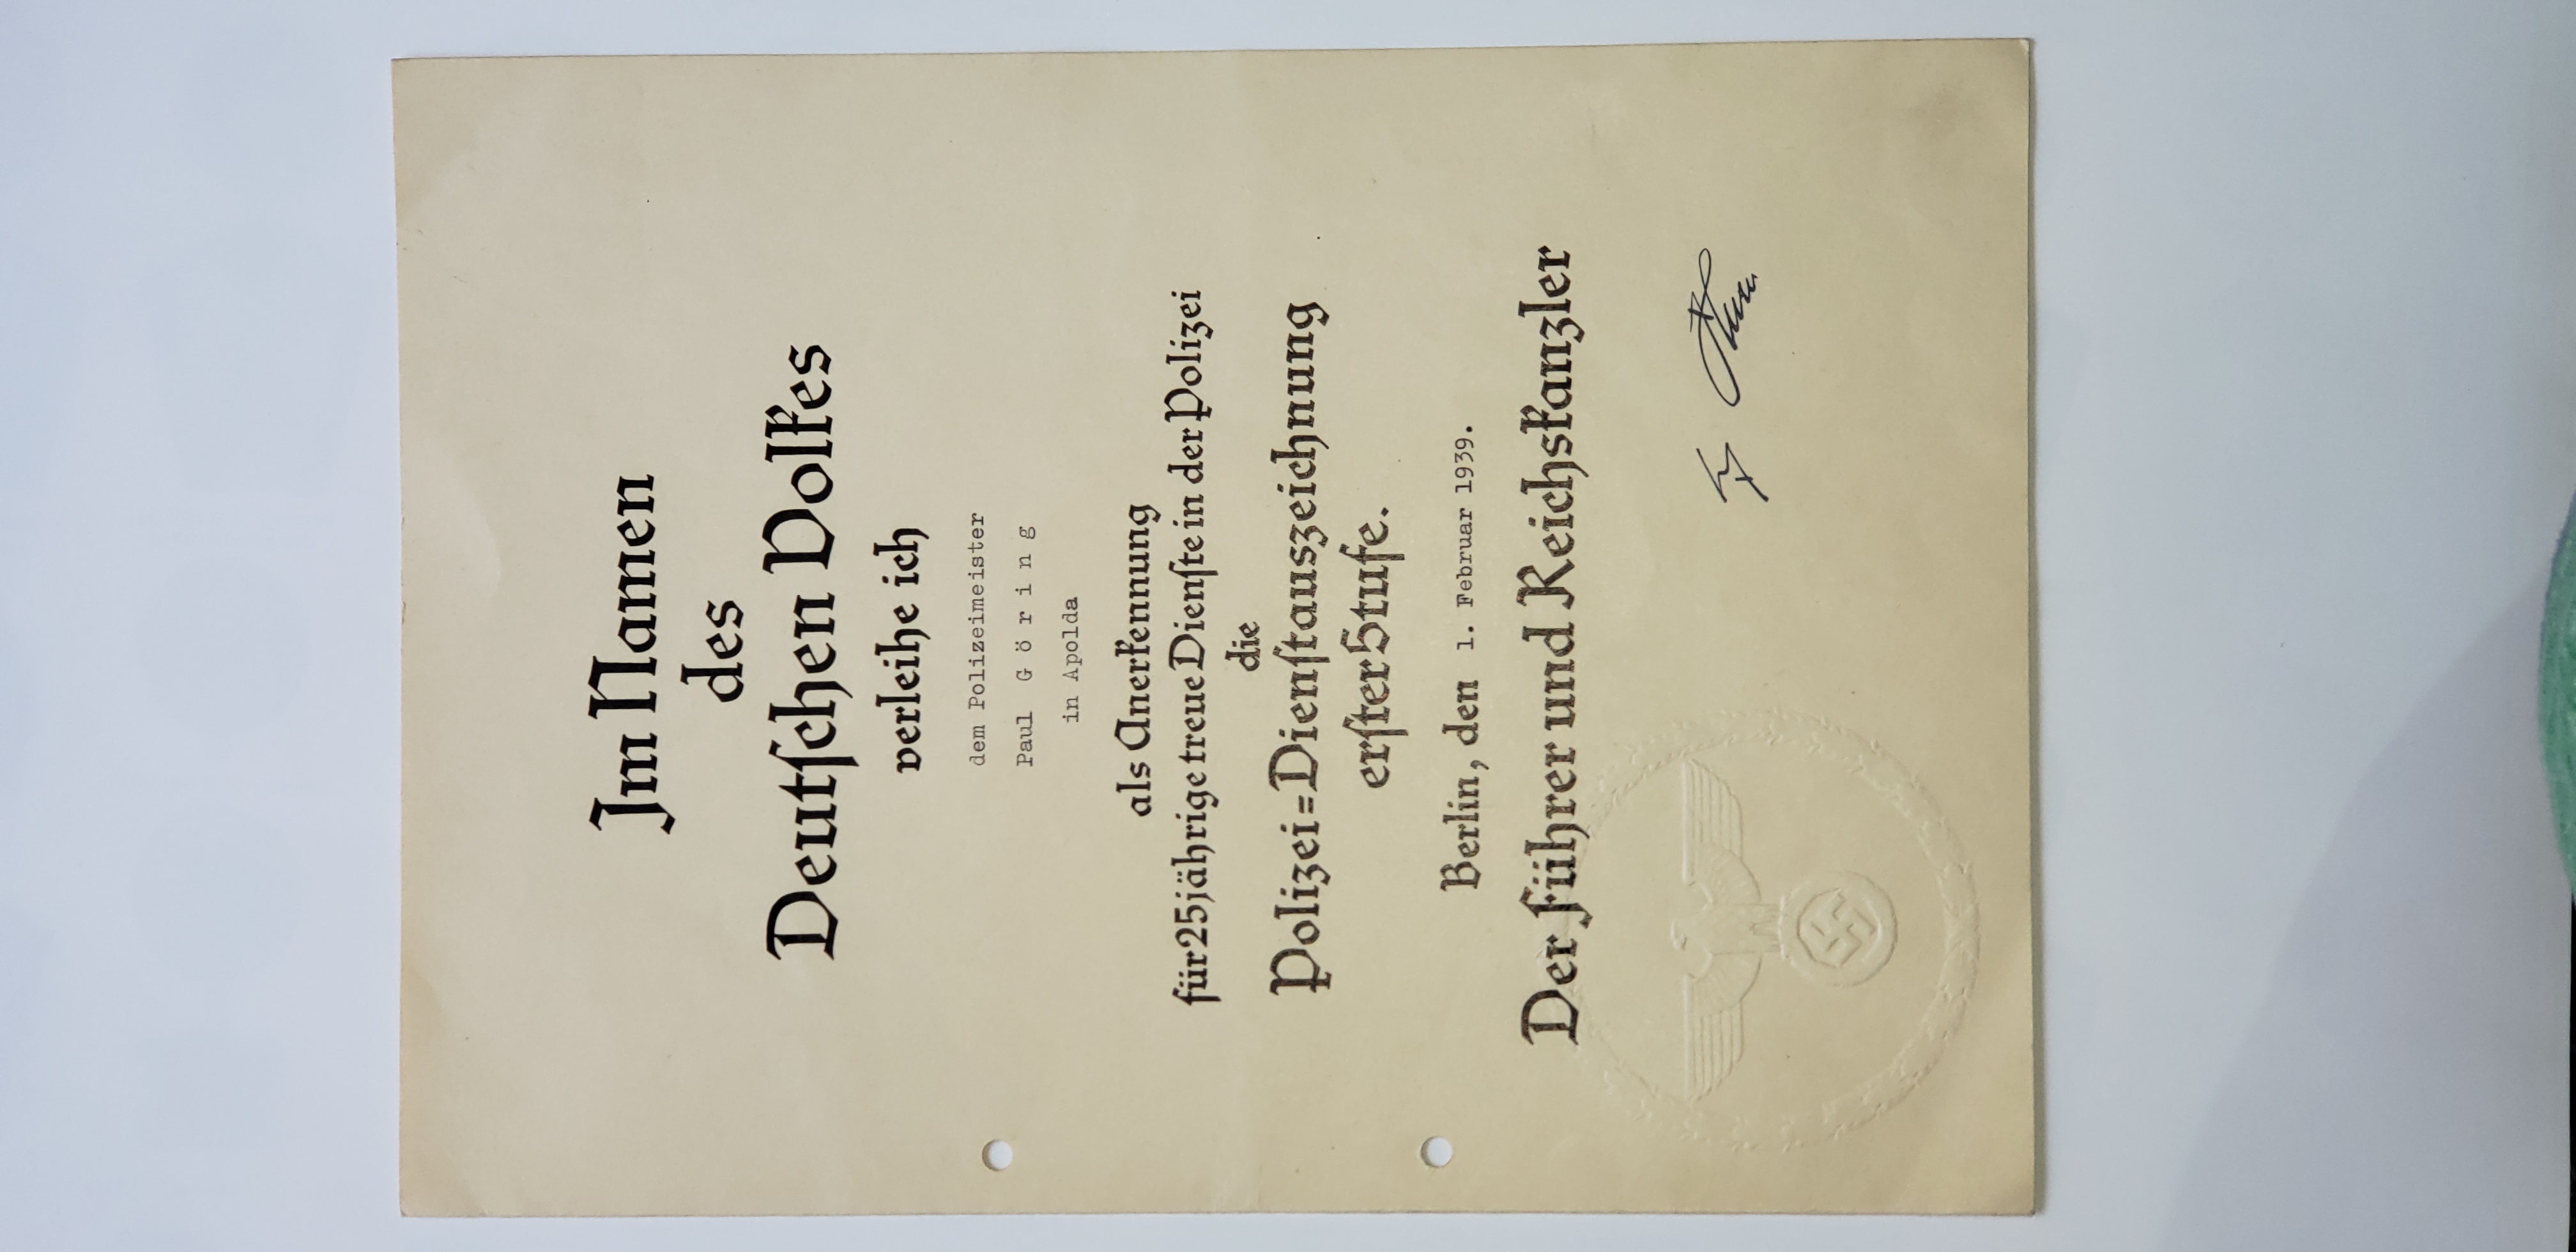 Im Namen
des
Deutſchen Volkes
verleihe ich
dem Polizeimeister
Paul G ö r i n g
in Apolda
als Anerkennung
für 25jährige treue Dienſte in der Polizei
die
Polizei=Dienſtauszeichnung
erſter Stufe.
Berlin, den 1. Februar 1939.
Der Führer und Reichskanzler